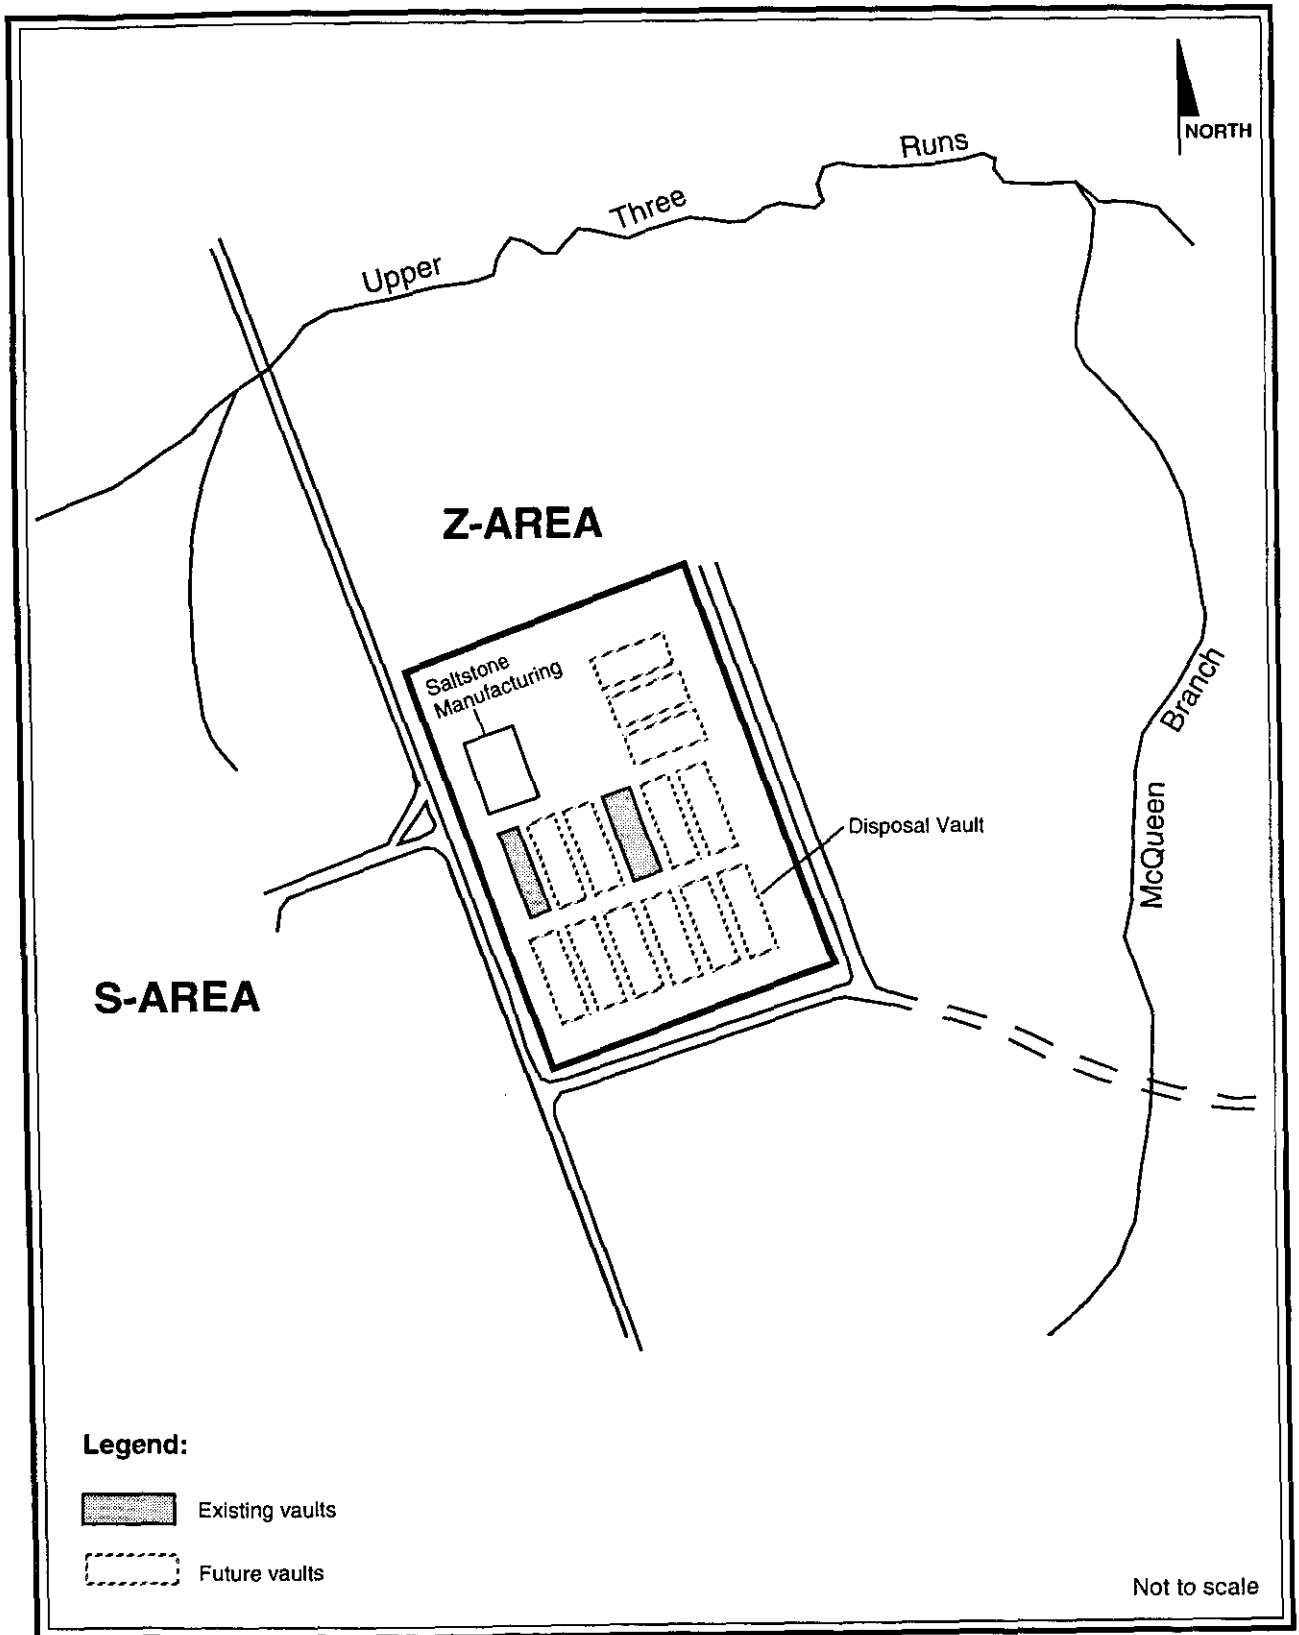 NORTH
Upper Three Runs
Z-AREA
Saltstone
Manufacturing
Branch
McQueen
Disposal Vault
S-AREA
Legend:
Existing vaults
Future vaults
Not to scale